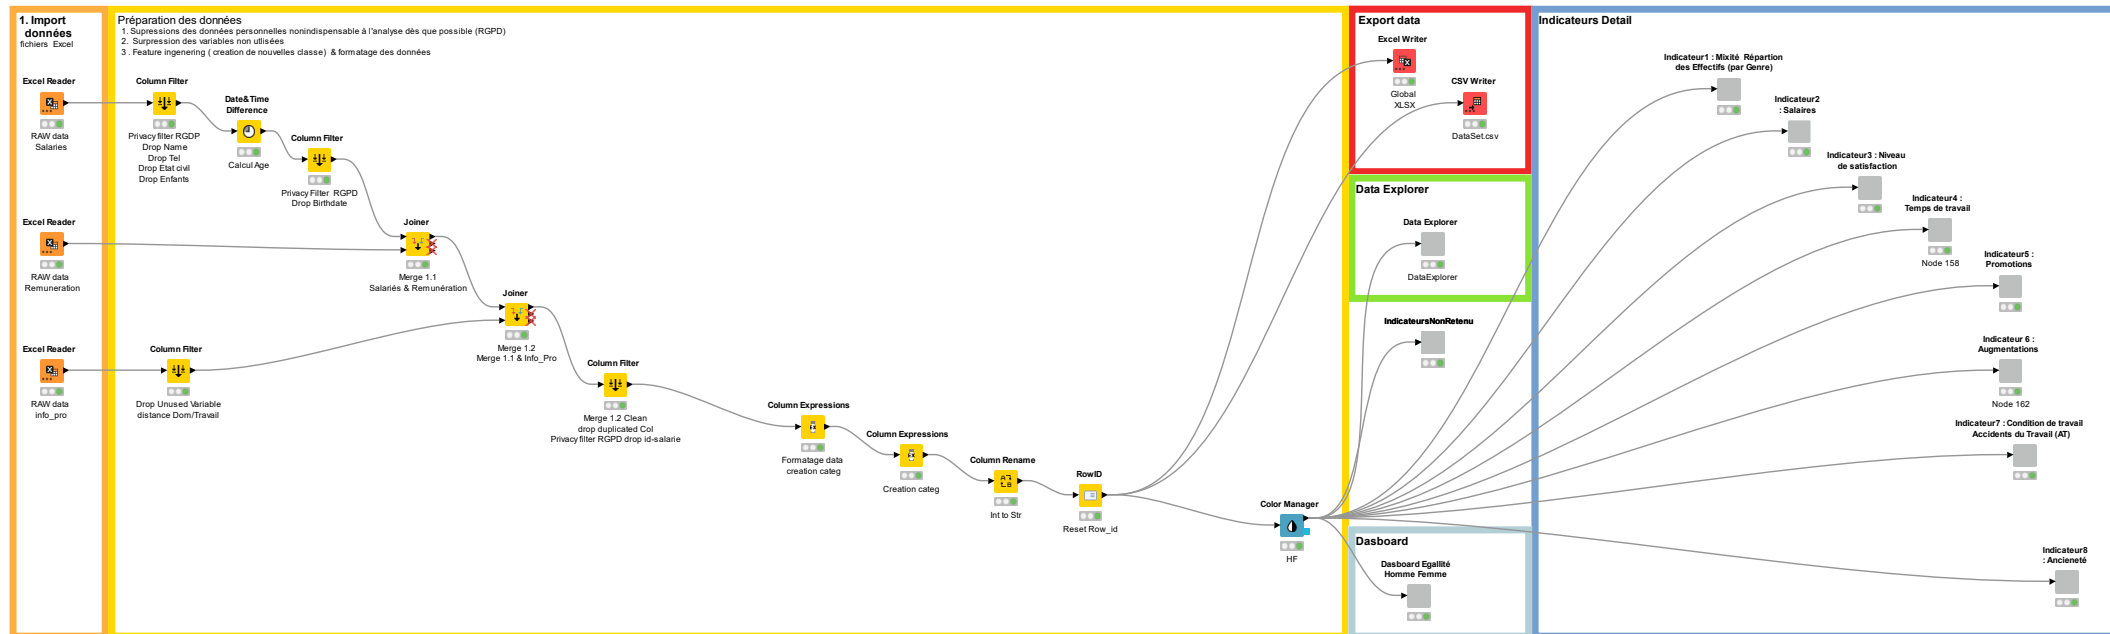 1. Import
données
fichiers Excel
Excel Reader
RAW data
Salaries
Excel Reader
RAW data
Remuneration
Excel Reader
RAW data
info_pro
Préparation des données
1. Supressions des données personnelles nonindispensable à l'analyse dès que possible (RGPD)
2. Surpression des variables non utlisées
3 . Feature ingenering ( creation de nouvelles classe) & formatage des données
Column Filter
Privacy filter RGDP
Drop Name
Drop Tel
Drop Etat civil
Drop Enfants
Date&Time
Difference
Calcul Age
Column Filter
Privacy Filter RGPD
Drop Birthdate
Joiner
Merge 1.1
Salariés & Remunération
Joiner
Merge 1.2
Merge 1.1 & Info_Pro
Column Filter
Drop Unused Variable
distance Dom/Travail
Column Filter
Merge 1.2 Clean
drop duplicated Col
Privacy filter RGPD drop id-salarie
Column Expressions
Formatage data
creation categ
Column Expressions
Creation categ
Column Rename
Int to Str
RowID
Reset Row_id
Color Manager
HF
Export data
Excel Writer
Global
XLSX
CSV Writer
DataSet.csv
Data Explorer
Data Explorer
DataExplorer
IndicateursNonRetenu
Dasboard
Dasboard Egallité
Homme Femme
Indicateurs Detail
Indicateur1 : Mixité Répartion
des Effectifs (par Genre)
Indicateur2
: Salaires
Indicateur3 : Niveau
de satisfaction
Indicateur4 :
Temps de travail
Node 158
Indicateur5 :
Promotions
Indicateur 6 :
Augmentations
Node 162
Indicateur7 : Condition de travail
Accidents du Travail (AT)
Indicateur8
: Ancieneté